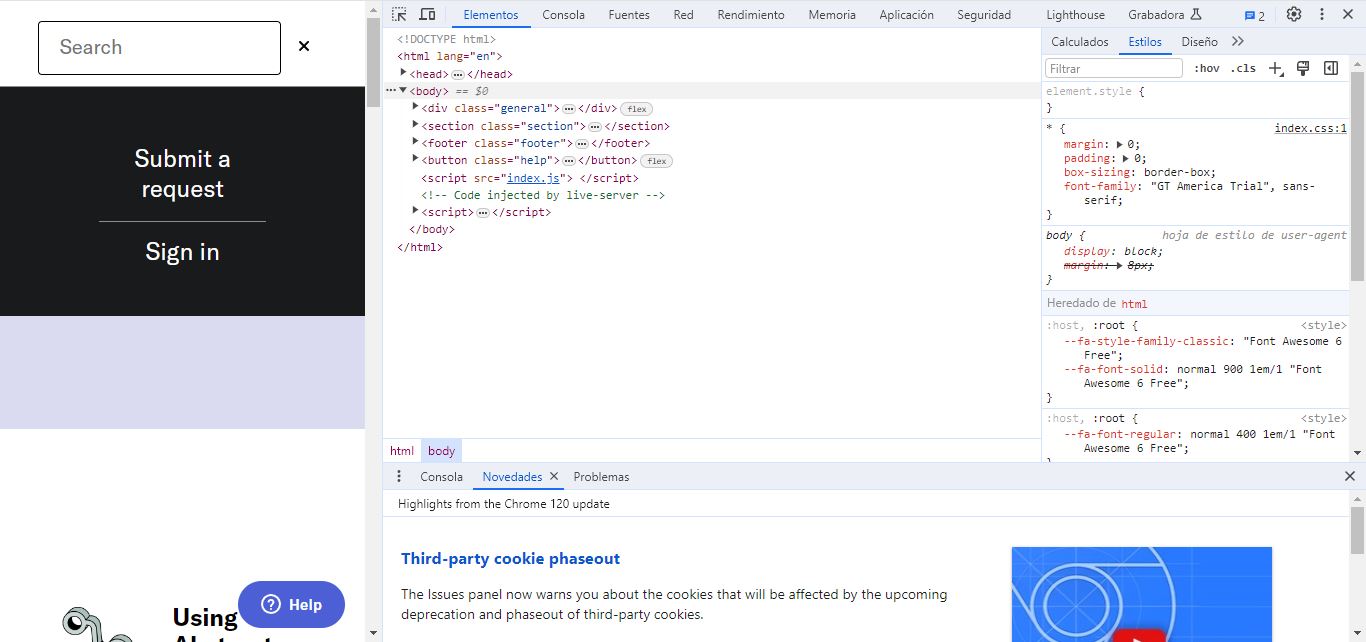 Search
×
Submit a
request
Sign in
Using
Help
Elementos Consola Fuentes Red Rendimiento Memoria Aplicación Seguridad Lighthouse Grabadora 2
<!DOCTYPE html>
<html lang="en">
<head> ⋯ </head>
<body> == $0
<div class="general"> ⋯ </div> flex
<section class="section"> ⋯ </section>
<footer class="footer"> ⋯ </footer>
<button class="help"> ⋯ </button> flex
<script src="index.js"> </script>
<!-- Code injected by live-server -->
<script> ⋯ </script>
</body>
</html>
html body
Calculados Estilos Diseño
Filtrar :hov .cls
element.style {
}
* { index.css:1
margin: 0;
padding: 0;
box-sizing: border-box;
font-family: "GT America Trial", sans-
serif;
}
body { hoja de estilo de user-agent
display: block;
margin: 8px;
}
Heredado de html
:host, :root { <style>
--fa-style-family-classic: "Font Awesome 6
Free";
--fa-font-solid: normal 900 1em/1 "Font
Awesome 6 Free";
}
:host, :root { <style>
--fa-font-regular: normal 400 1em/1 "Font
Awesome 6 Free";
Consola Novedades Problemas
Highlights from the Chrome 120 update
Third-party cookie phaseout
The Issues panel now warns you about the cookies that will be affected by the upcoming
deprecation and phaseout of third-party cookies.